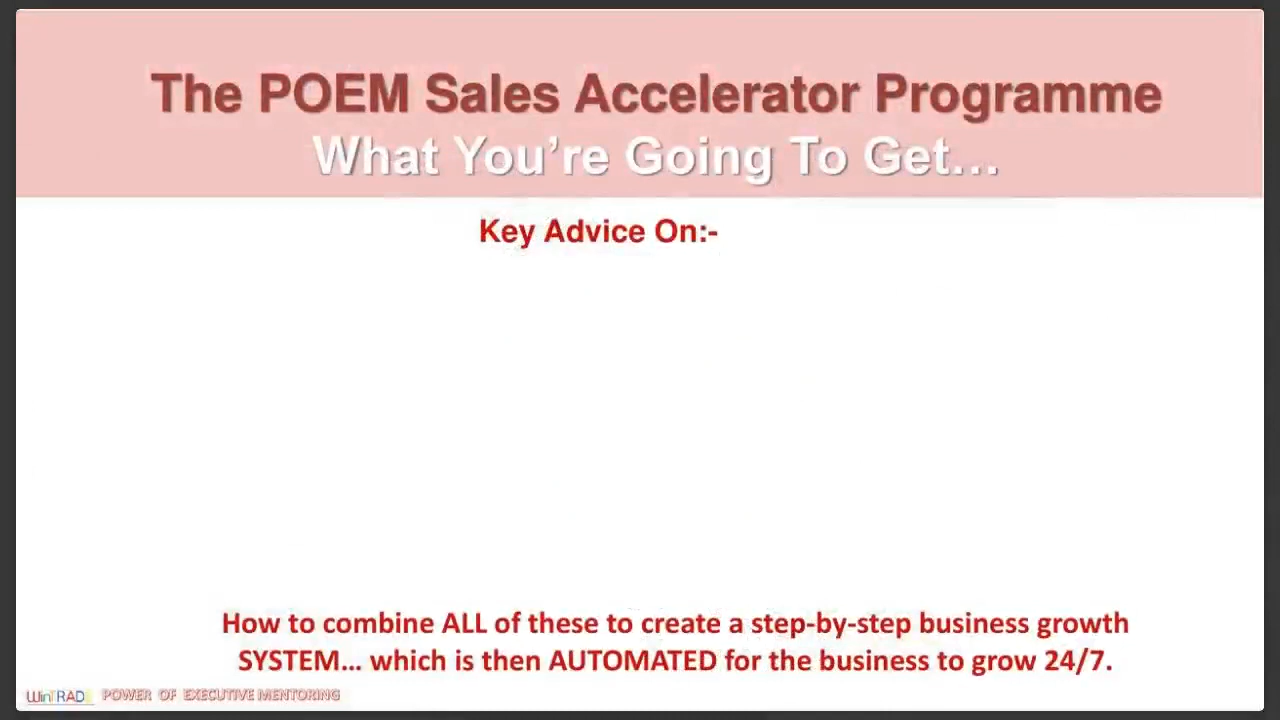 The POEM Sales Accelerator Programme
What You’re Going To Get…
Key Advice On:-
How to combine ALL of these to create a step-by-step business growth
SYSTEM… which is then AUTOMATED for the business to grow 24/7.
WinTRADE POWER OF EXECUTIVE MENTORING